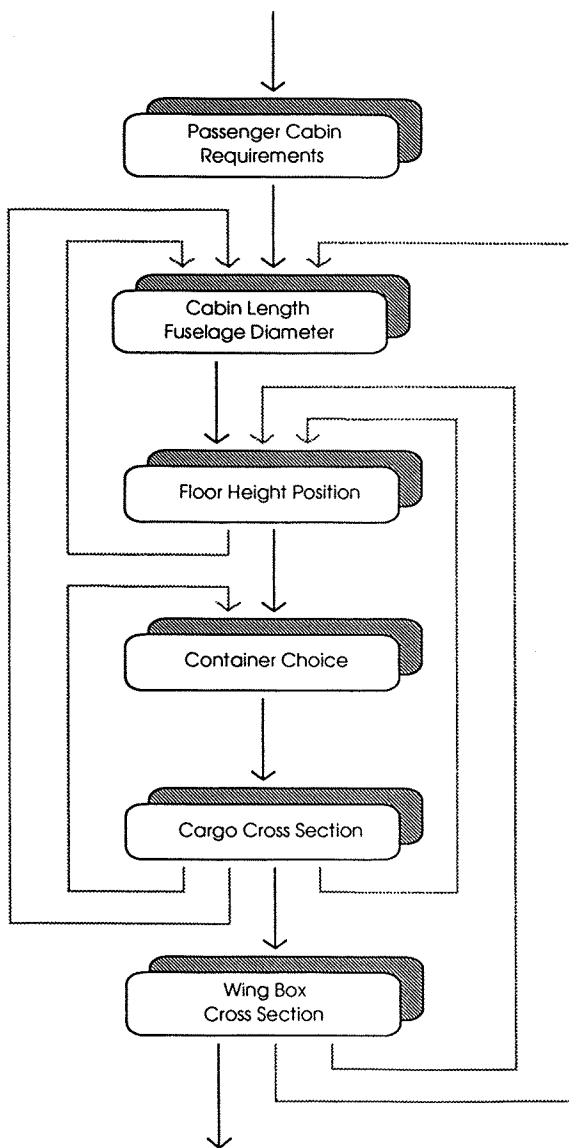 Passenger Cabin
Requirements
Cabin Length
Fuselage Diameter
Floor Height Position
Container Choice
Cargo Cross Section
Wing Box
Cross Section